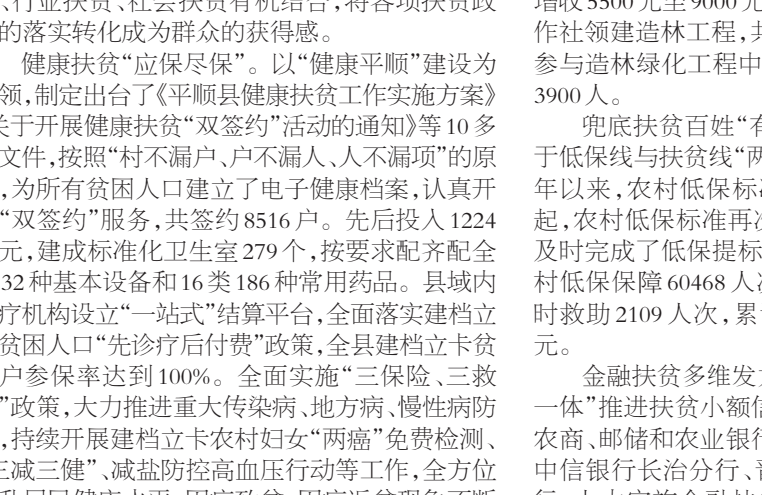 、行业扶贫、社会扶贫有机结合,将各项扶贫政
的落实转化成为群众的获得感。
健康扶贫“应保尽保”。以“健康平顺”建设为
领,制定出台了《平顺县健康扶贫工作实施方案》
关于开展健康扶贫“双签约”活动的通知》等10多
文件,按照“村不漏户、户不漏人、人不漏项”的原
,为所有贫困人口建立了电子健康档案,认真开
“双签约”服务,共签约8516户。先后投入1224
元,建成标准化卫生室279个,按要求配齐配全
32种基本设备和16类186种常用药品。县域内
疗机构设立“一站式”结算平台,全面落实建档立
贫困人口“先诊疗后付费”政策,全县建档立卡贫
户参保率达到100%。全面实施“三保险、三救
”政策,大力推进重大传染病、地方病、慢性病防
,持续开展建档立卡农村妇女“两癌”免费检测、
三减三健”、减盐防控高血压行动等工作,全方位
增收5500元至9000元
作社领建造林工程,共
参与造林绿化工程中
3900人。
兜底扶贫百姓“有
于低保线与扶贫线“两
年以来,农村低保标准
起,农村低保标准再次
及时完成了低保提标
村低保保障60468人次
时救助2109人次,累
元。
金融扶贫多维发力
一体”推进扶贫小额信
农商、邮储和农业银行
中信银行长治分行、晋